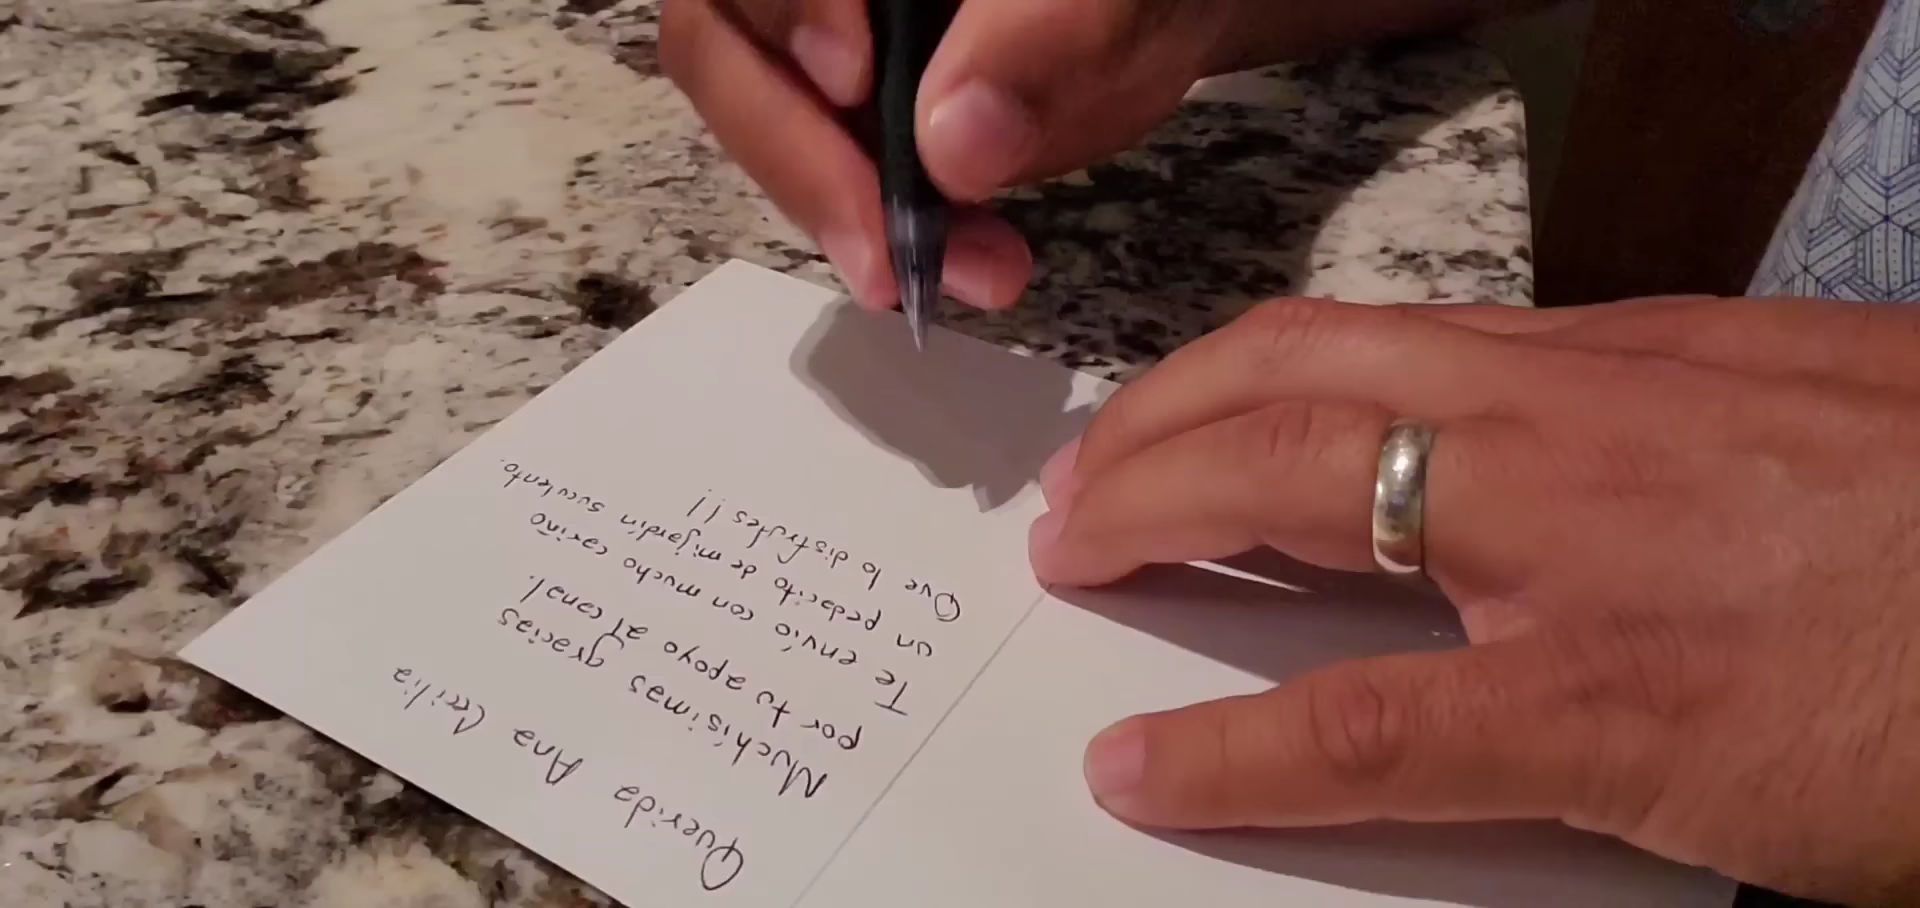 Querida Ana Cecilia
Muchísimas gracias
por tu apoyo al canal.
Te envío con mucho cariño
un pedacito de mi jardín suculento.
Que lo disfrutes!!